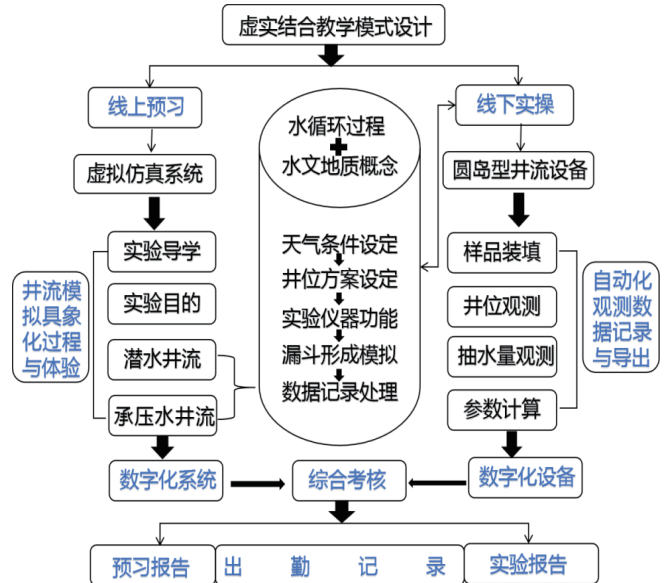 虚实结合教学模式设计
线上预习
线下实操
水循环过程
水文地质概念
虚拟仿真系统
圆岛型井流设备
实验导学
实验目的
潜水井流
承压水井流
井流模
拟具象
化过程
与体验
天气条件设定
井位方案设定
实验仪器功能
漏斗形成模拟
数据记录处理
样品装填
井位观测
抽水量观测
参数计算
自动化
观测数
据记录
与导出
数字化系统
综合考核
数字化设备
预习报告
出勤记录
实验报告